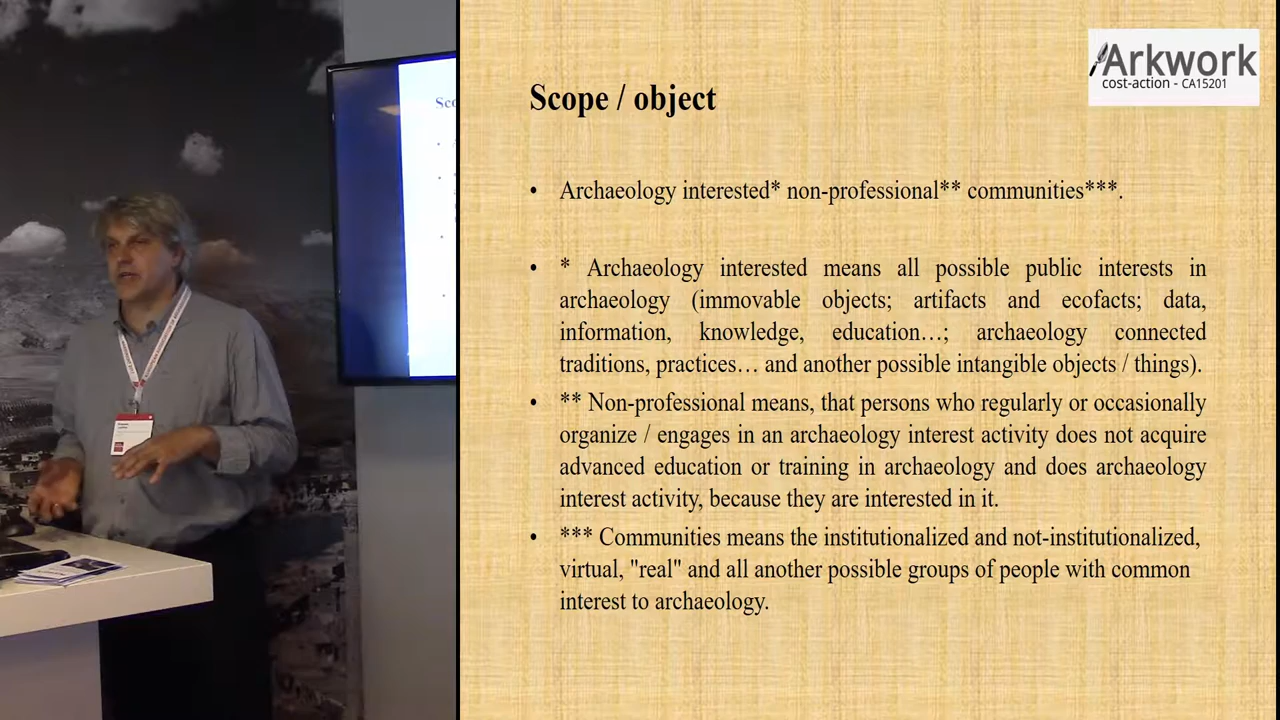 Arkwork
cost-action - CA15201
Scope / object
• Archaeology interested* non-professional** communities***.
• * Archaeology interested means all possible public interests in
archaeology (immovable objects; artifacts and ecofacts; data,
information, knowledge, education…; archaeology connected
traditions, practices… and another possible intangible objects / things).
• ** Non-professional means, that persons who regularly or occasionally
organize / engages in an archaeology interest activity does not acquire
advanced education or training in archaeology and does archaeology
interest activity, because they are interested in it.
• *** Communities means the institutionalized and not-institutionalized,
virtual, "real" and all another possible groups of people with common
interest to archaeology.